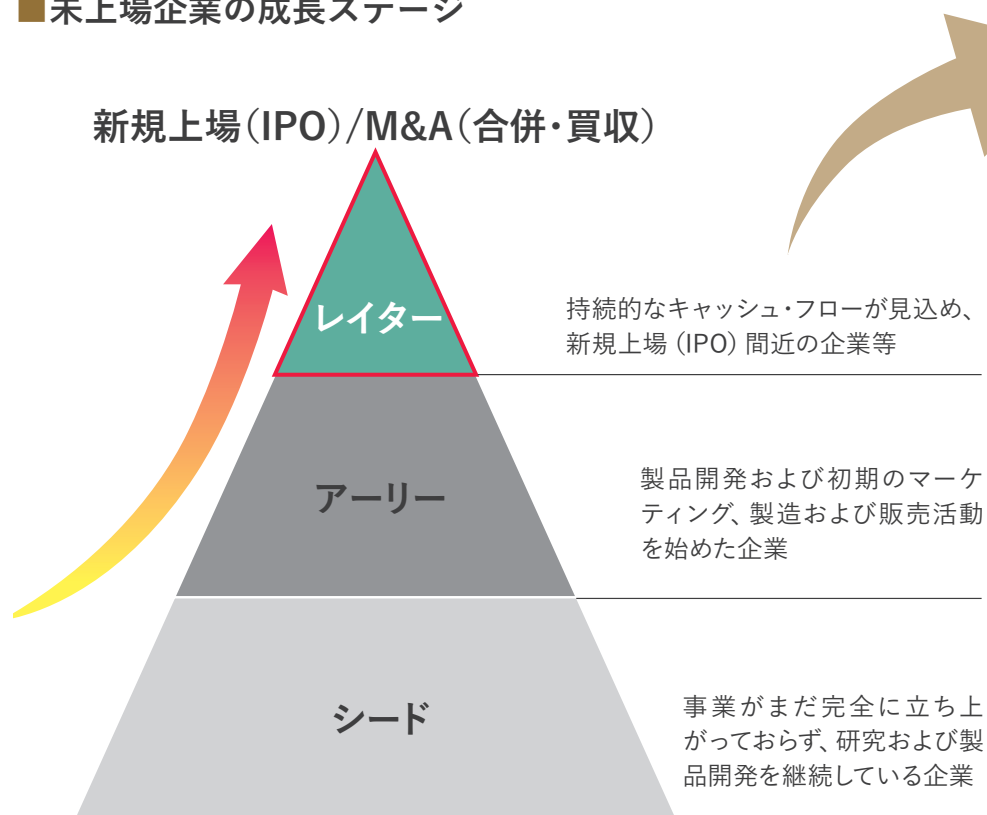 ■未上場企業の成長ステージ
新規上場(IPO)/M&A(合併・買収)
レイター
持続的なキャッシュ・フローが見込め、
新規上場(IPO)間近の企業等
アーリー
製品開発および初期のマーケ
ティング、製造および販売活動
を始めた企業
シード
事業がまだ完全に立ち上
がっておらず、研究および製
品開発を継続している企業